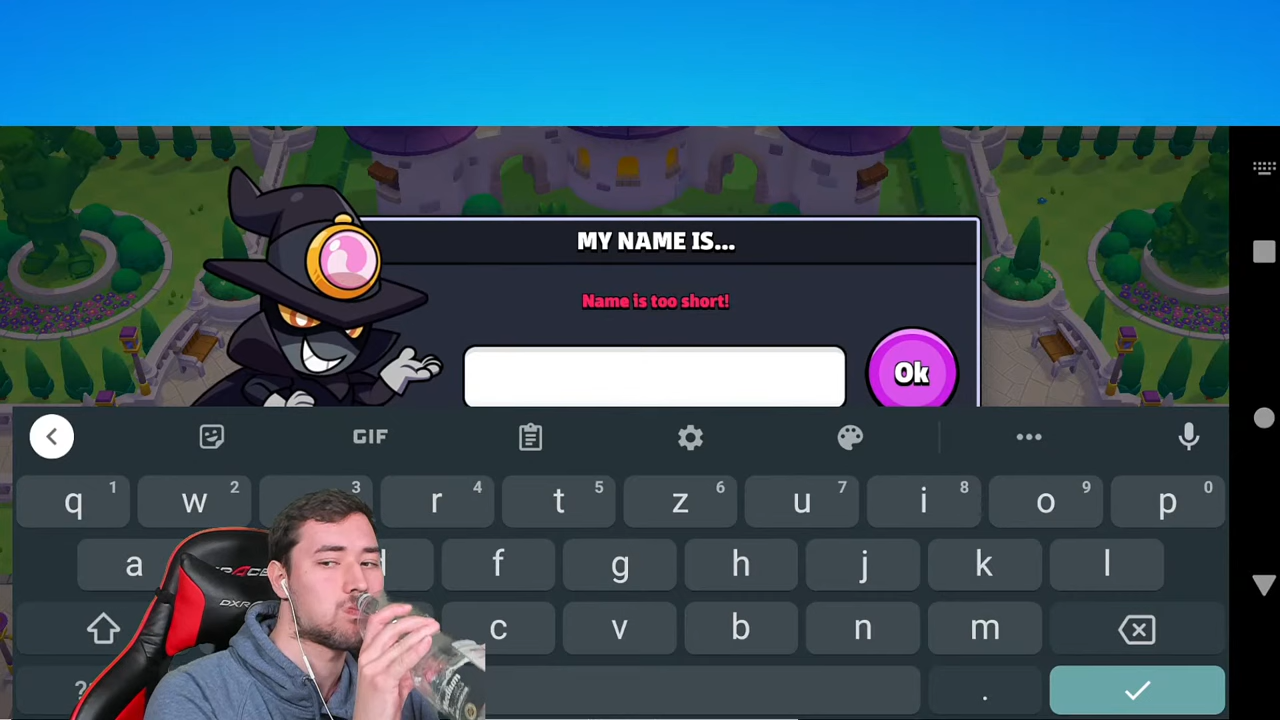 MY NAME IS...
Name is too short!
Ok
GIF
q 1 w 2 3 r 4 t 5 z 6 u 7 i 8 o 9 p 0
a f g h j k l
c v b n m
.
DXR